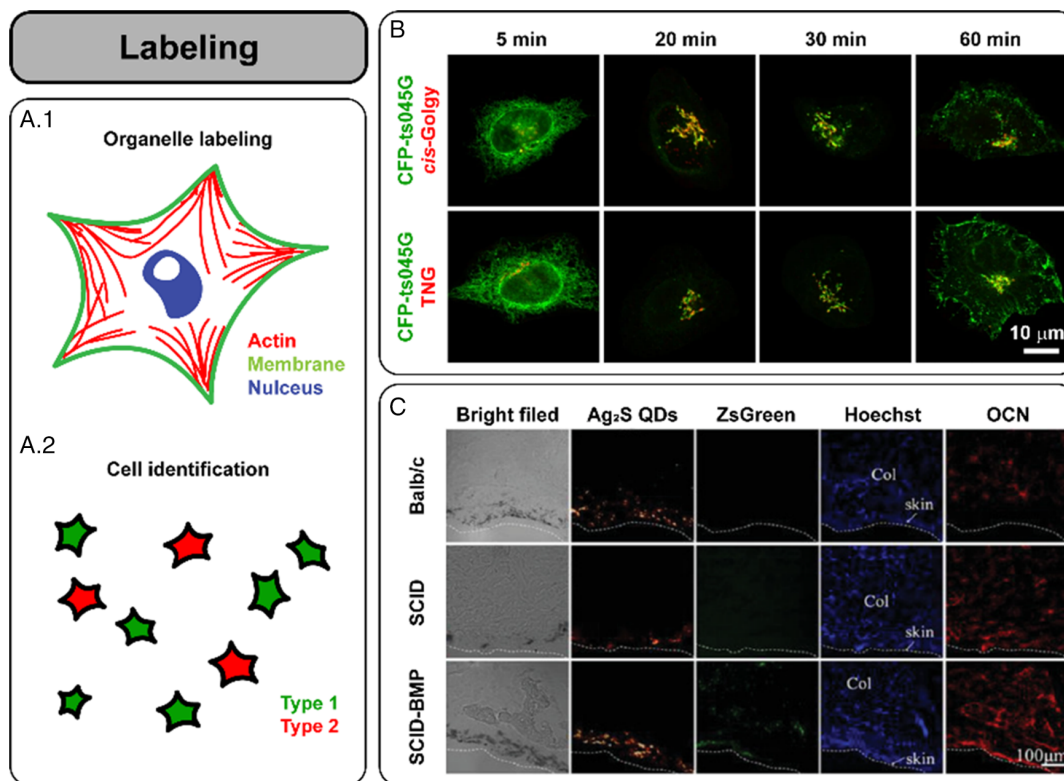 Labeling
A.1
Organelle labeling
Actin
Membrane
Nulceus
A.2
Cell identification
Type 1
Type 2
B
5 min 20 min 30 min 60 min
CFP-ts045G
cis-Golgy
CFP-ts045G
TNG
10 μm
C
Bright filed Ag₂S QDs ZsGreen Hoechst OCN
Balb/c
Col
skin
SCID
Col
skin
SCID-BMP
Col
skin
100μm